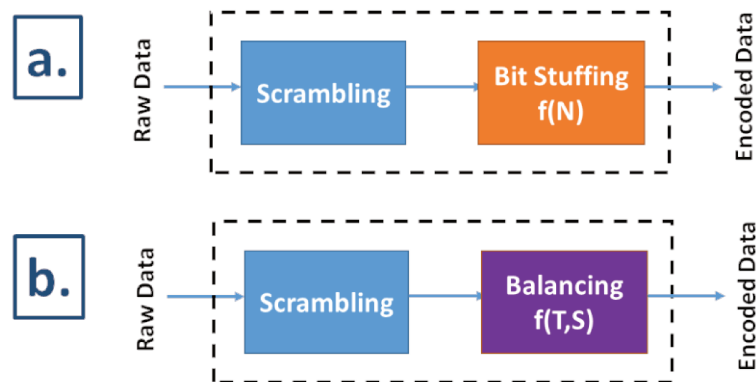 a.
Raw Data
Scrambling
Bit Stuffing
f(N)
Encoded Data
b.
Raw Data
Scrambling
Balancing
f(T,S)
Encoded Data